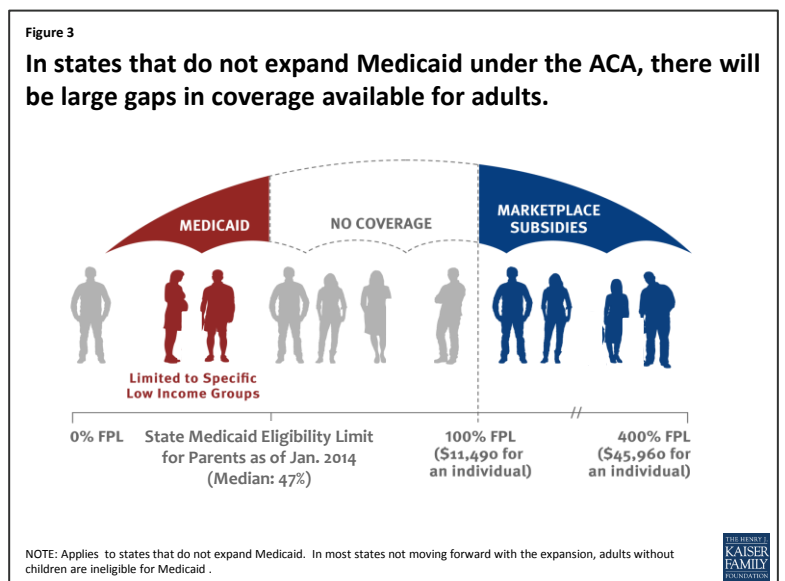 Figure 3
In states that do not expand Medicaid under the ACA, there will
be large gaps in coverage available for adults.
MEDICAID
NO COVERAGE
MARKETPLACE
SUBSIDIES
Limited to Specific
Low Income Groups
0% FPL
State Medicaid Eligibility Limit
for Parents as of Jan. 2014
(Median: 47%)
100% FPL
($11,490 for
an individual)
400% FPL
($45,960 for
an individual)
NOTE: Applies to states that do not expand Medicaid. In most states not moving forward with the expansion, adults without
children are ineligible for Medicaid .
THE HENRY J.
KAISER
FAMILY
FOUNDATION